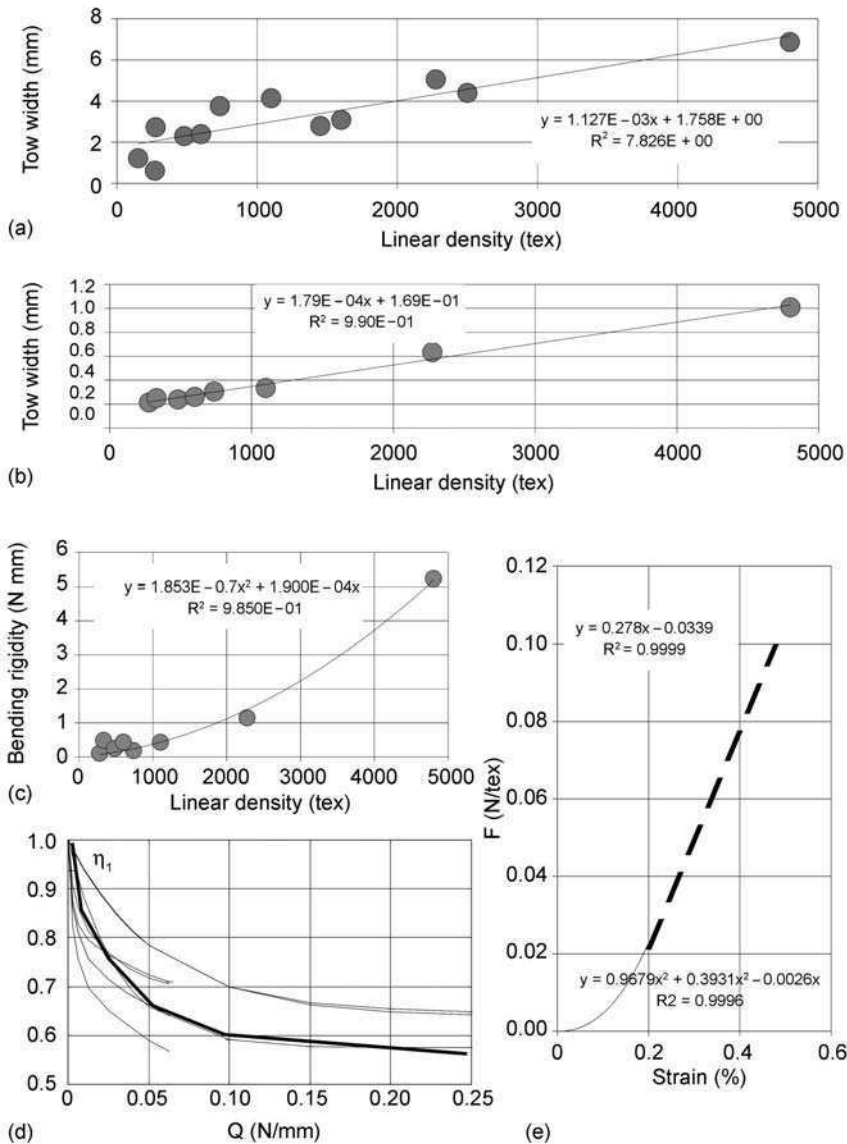 8
6
4
2
0
Tow width (mm)
y = 1.127E – 03x + 1.758E + 00
R² = 7.826E + 00
0 1000 2000 3000 4000 5000
Linear density (tex)
(a)
1.2
1.0
0.8
0.6
0.4
0.2
0.0
Tow width (mm)
y = 1.79E – 04x + 1.69E – 01
R² = 9.90E – 01
0 1000 2000 3000 4000 5000
Linear density (tex)
(b)
6
5
4
3
2
1
0
Bending rigidity (N mm)
y = 1.853E – 0.7x² + 1.900E – 04x
R² = 9.850E – 01
0 1000 2000 3000 4000 5000
Linear density (tex)
(c)
1.0
0.9
0.8
0.7
0.6
0.5
η₁
0 0.05 0.10 0.15 0.20 0.25
Q (N/mm)
(d)
0.12
0.10
0.08
0.06
0.04
0.02
0.00
F (N/tex)
y = 0.278x – 0.0339
R² = 0.9999
y = 0.9679x² + 0.3931x² – 0.0026x
R2 = 0.9996
0 0.2 0.4 0.6
Strain (%)
(e)